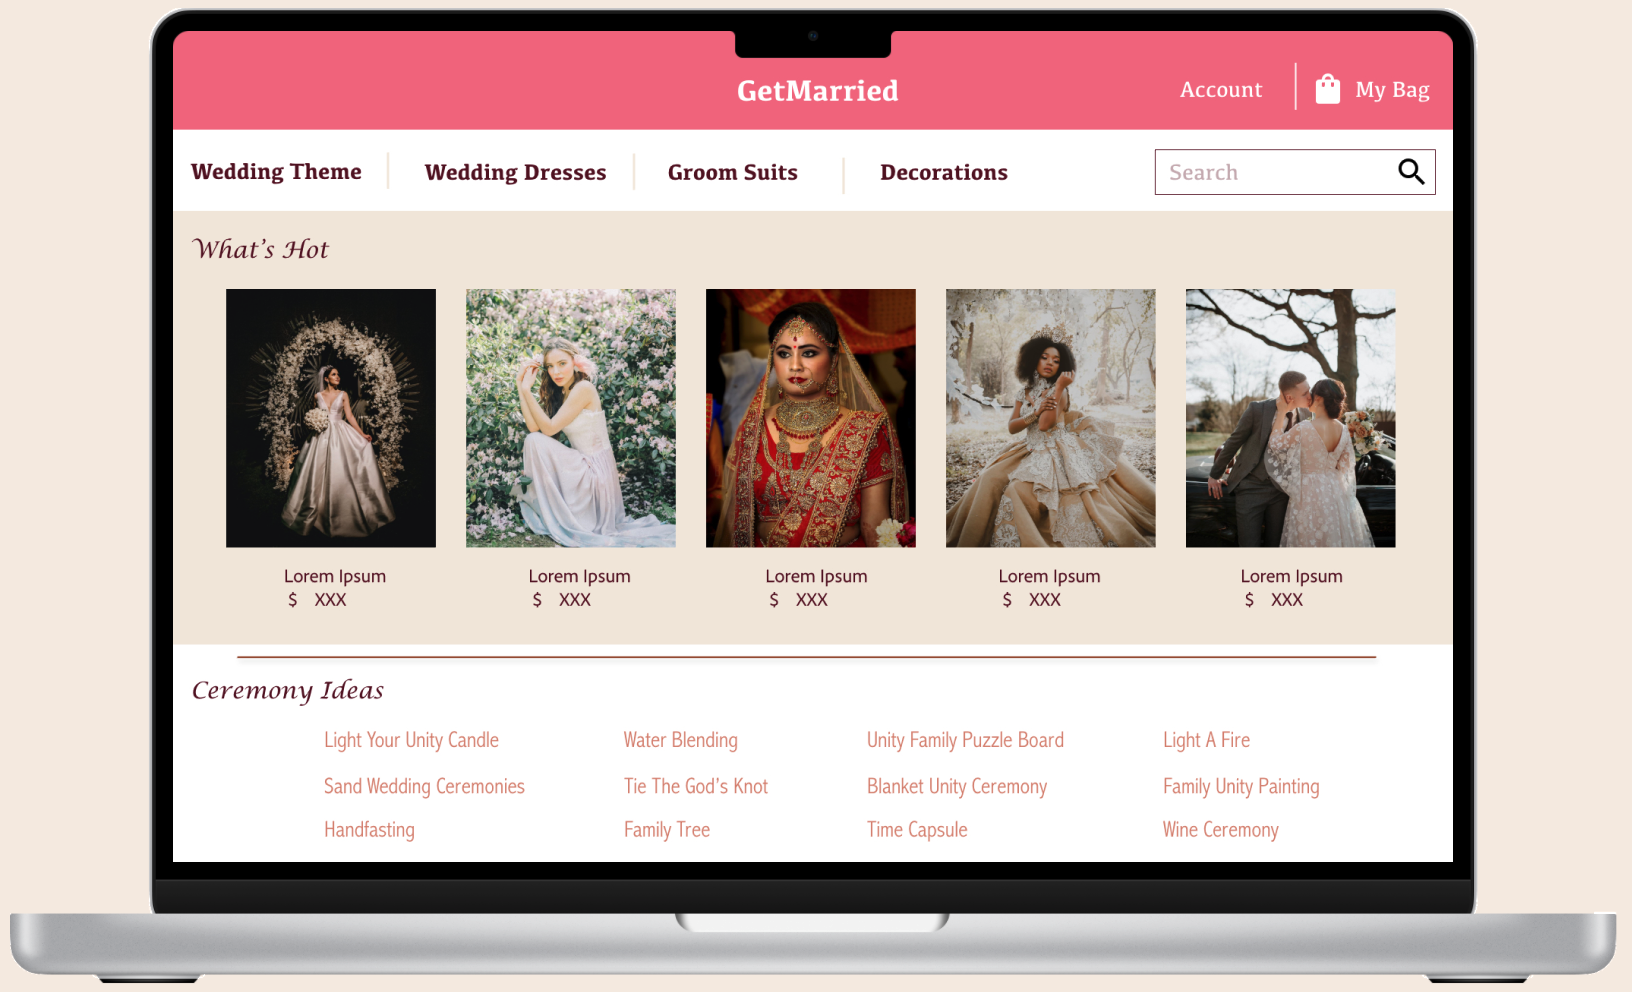 GetMarried
Account
My Bag
Wedding Theme
Wedding Dresses
Groom Suits
Decorations
Search
What's Hot
Lorem Ipsum
$ XXX
Lorem Ipsum
$ XXX
Lorem Ipsum
$ XXX
Lorem Ipsum
$ XXX
Lorem Ipsum
$ XXX
Ceremony Ideas
Light Your Unity Candle
Water Blending
Unity Family Puzzle Board
Light A Fire
Sand Wedding Ceremonies
Tie The God's Knot
Blanket Unity Ceremony
Family Unity Painting
Handfasting
Family Tree
Time Capsule
Wine Ceremony